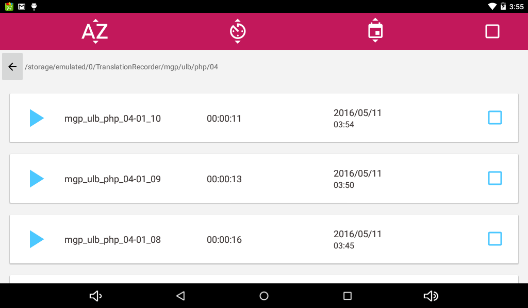 3:55
AZ
/storage/emulated/0/TranslationRecorder/mgp/ulb/php/04
mgp_ulb_php_04-01_10 00:00:11 2016/05/11
03:54
mgp_ulb_php_04-01_09 00:00:13 2016/05/11
03:50
mgp_ulb_php_04-01_08 00:00:16 2016/05/11
03:45